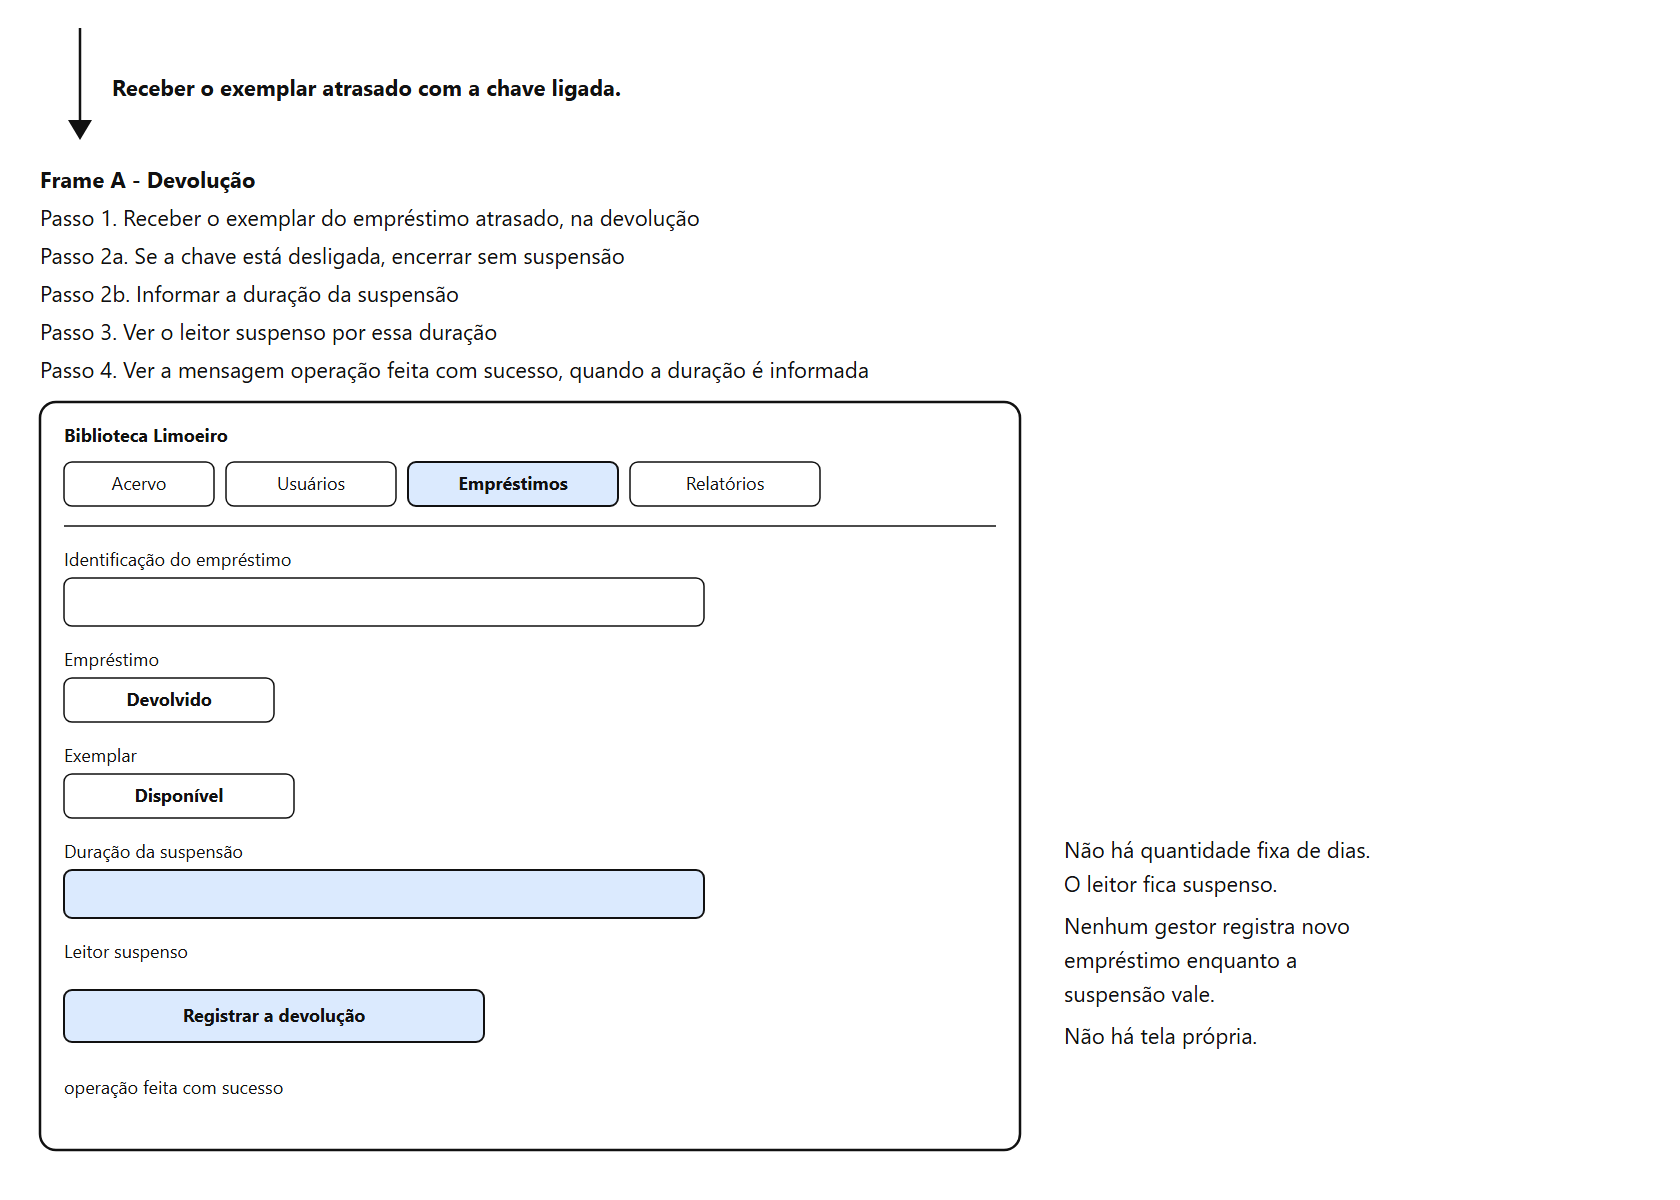 Receber o exemplar atrasado com a chave ligada.
Frame A - Devolução
Passo 1. Receber o exemplar do empréstimo atrasado, na devolução
Passo 2a. Se a chave está desligada, encerrar sem suspensão
Passo 2b. Informar a duração da suspensão
Passo 3. Ver o leitor suspenso por essa duração
Passo 4. Ver a mensagem operação feita com sucesso, quando a duração é informada
Biblioteca Limoeiro
Acervo
Usuários
Empréstimos
Relatórios
Identificação do empréstimo
Empréstimo
Devolvido
Exemplar
Disponível
Duração da suspensão
Leitor suspenso
Registrar a devolução
operação feita com sucesso
Não há quantidade fixa de dias.
O leitor fica suspenso.
Nenhum gestor registra novo
empréstimo enquanto a
suspensão vale.
Não há tela própria.